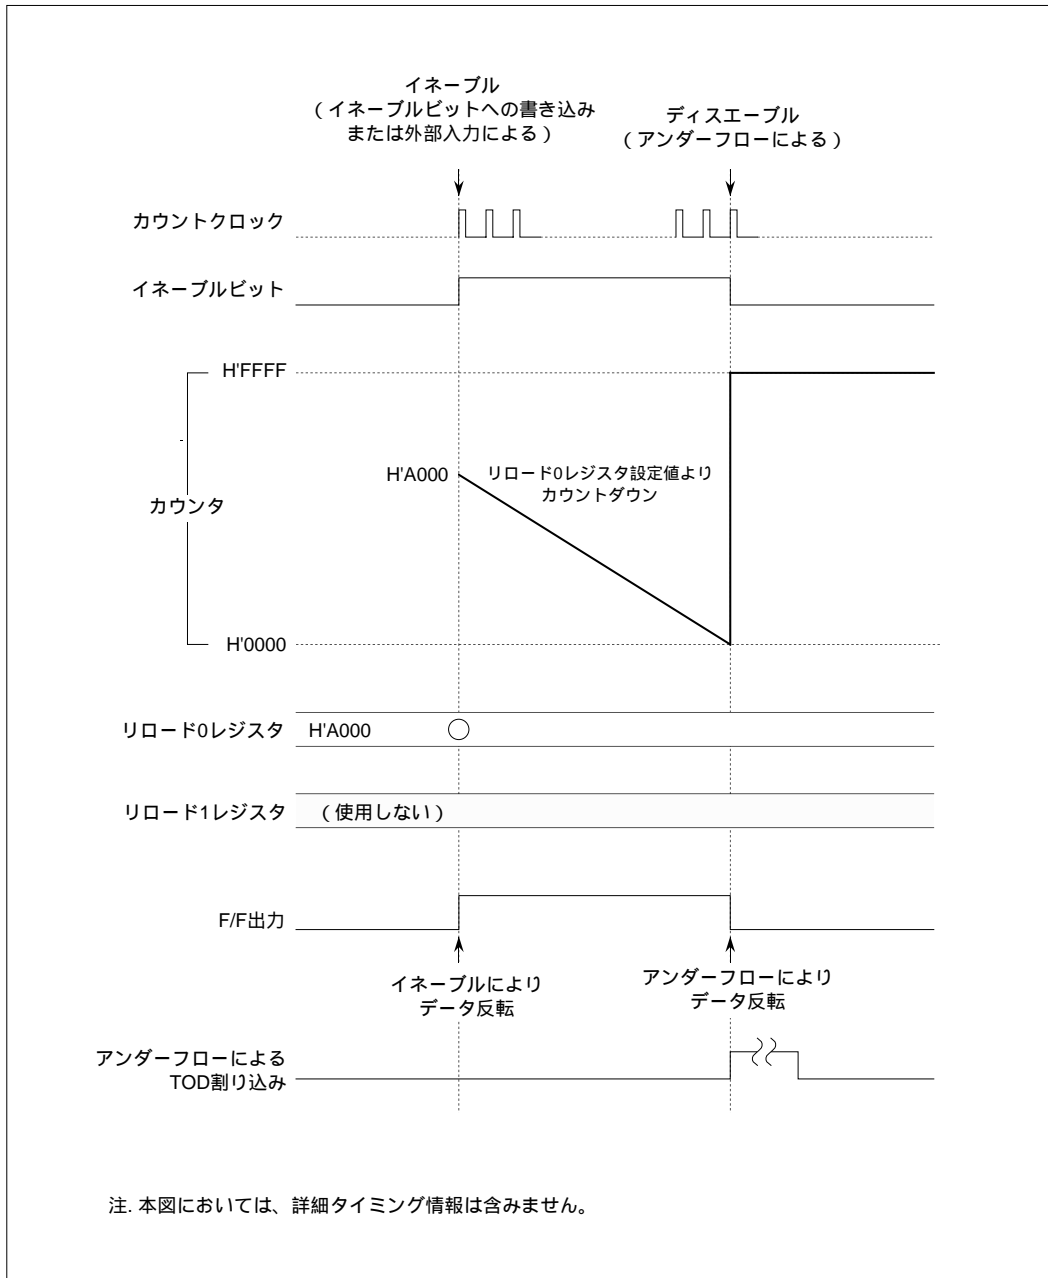 イネーブル
(イネーブルビットへの書き込み
または外部入力による)
ディスエーブル
(アンダーフローによる)
カウントクロック
イネーブルビット
H'FFFF
H'A000
リロード0レジスタ設定値より
カウントダウン
カウンタ
H'0000
リロード0レジスタ H'A000
リロード1レジスタ (使用しない)
F/F出力
イネーブルにより
データ反転
アンダーフローにより
データ反転
アンダーフローによる
TOD割り込み
注. 本図においては、詳細タイミング情報は含みません。